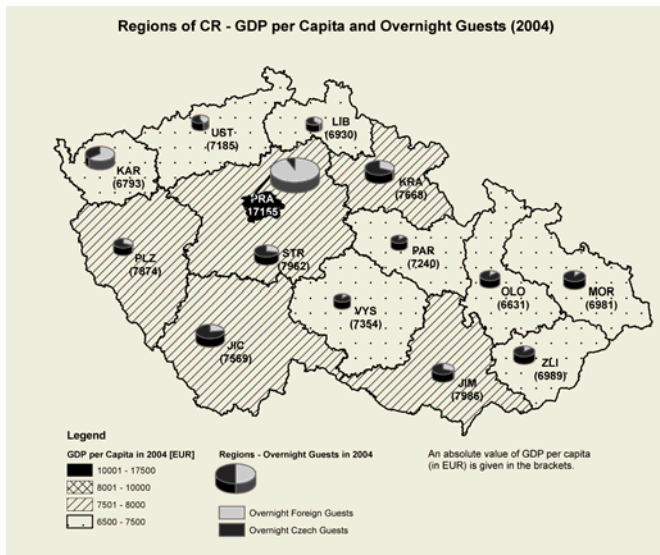 Regions of CR - GDP per Capita and Overnight Guests (2004)
LIB
(6930)
UST
(7185)
KAR
(6793)
KRA
(7668)
PRA
17155
PLZ
(7874)
STR
(7962)
PAR
(7240)
OLO
(6631)
MOR
(6981)
VYS
(7354)
JIC
(7569)
ZLI
(6989)
JIM
(7986)
Legend
GDP per Capita in 2004 [EUR]
10001 - 17500
8001 - 10000
7501 - 8000
6500 - 7500
Regions - Overnight Guests in 2004
Overnight Foreign Guests
Overnight Czech Guests
An absolute value of GDP per capita
(in EUR) is given in the brackets.